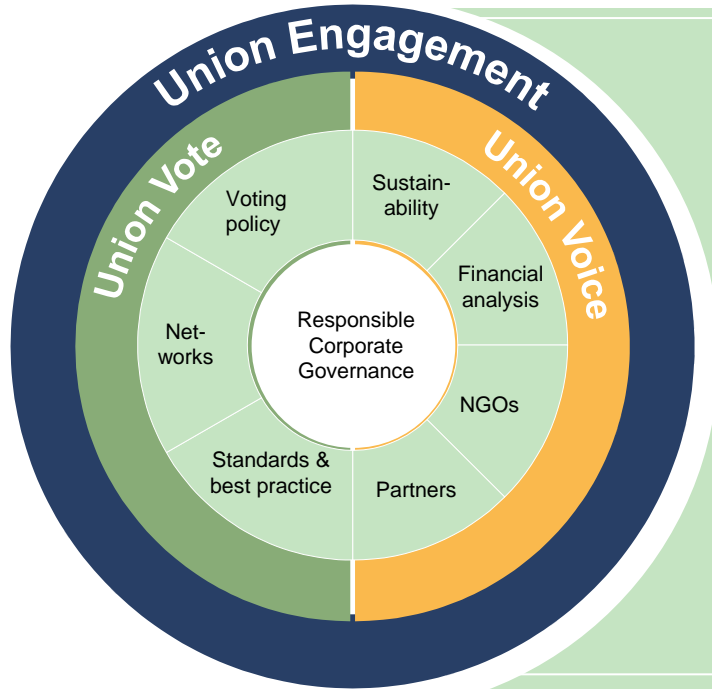 Union Engagement
Union Vote
Union Voice
Voting
policy
Sustain-
ability
Financial
analysis
Net-
works
Responsible
Corporate
Governance
NGOs
Standards &
best practice
Partners